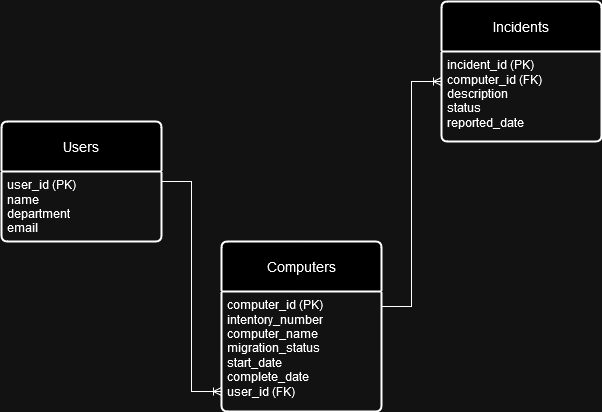 Incidents
incident_id (PK)
computer_id (FK)
description
status
reported_date
Users
user_id (PK)
name
department
email
Computers
computer_id (PK)
intentory_number
computer_name
migration_status
start_date
complete_date
user_id (FK)